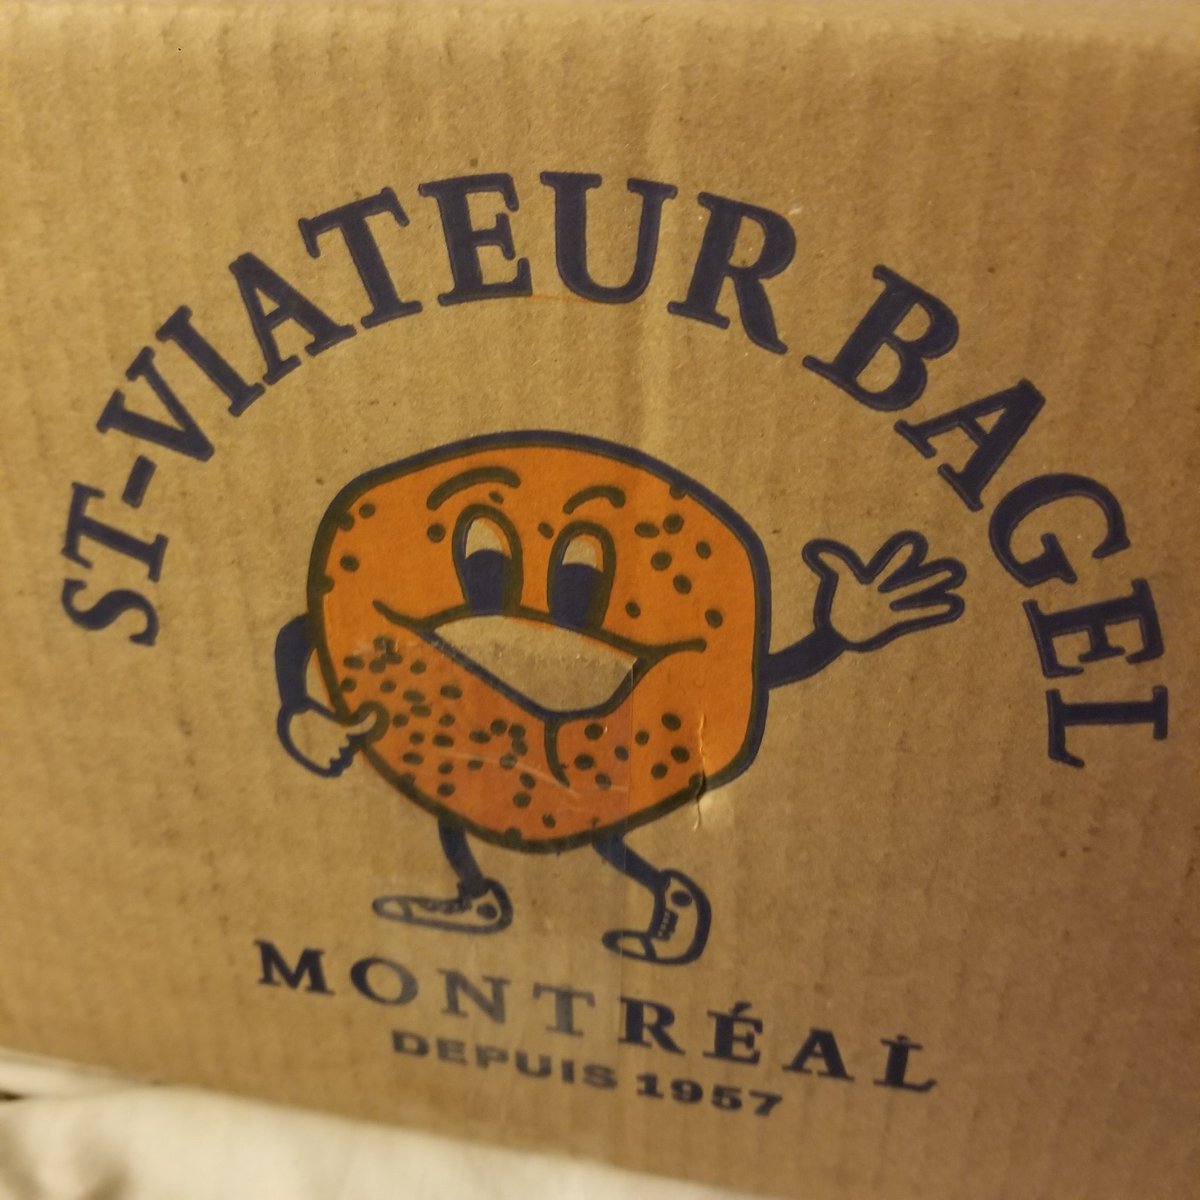 ST-VIATEUR BAGEL
MONTRÉAL
DEPUIS 1957